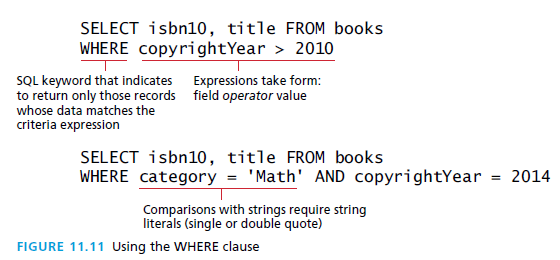 SELECT isbn10, title FROM books
WHERE copyrightYear > 2010
SQL keyword that indicates
to return only those records
whose data matches the
criteria expression
Expressions take form:
field operator value
SELECT isbn10, title FROM books
WHERE category = 'Math' AND copyrightYear = 2014
Comparisons with strings require string
literals (single or double quote)
FIGURE 11.11 Using the WHERE clause